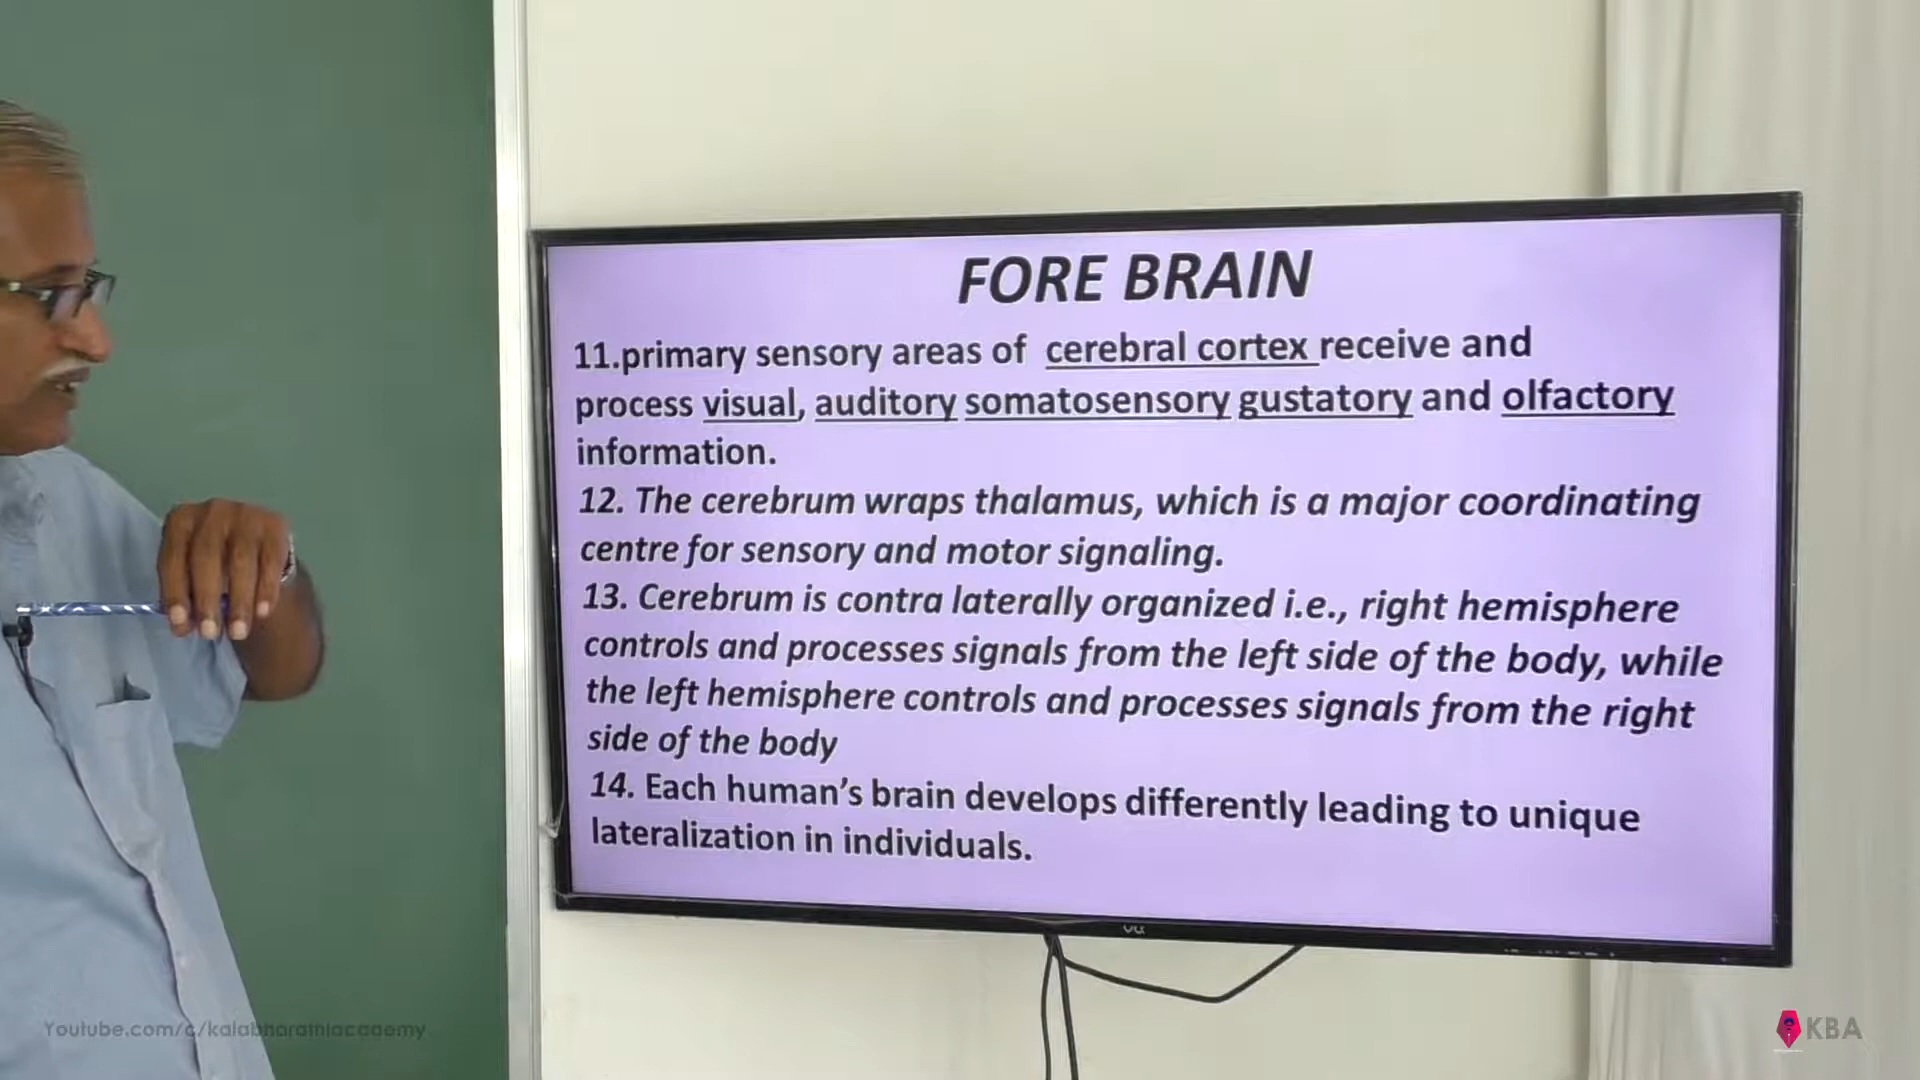 FORE BRAIN
11.primary sensory areas of cerebral cortex receive and
process visual, auditory somatosensory gustatory and olfactory
information.
12. The cerebrum wraps thalamus, which is a major coordinating
centre for sensory and motor signaling.
13. Cerebrum is contra laterally organized i.e., right hemisphere
controls and processes signals from the left side of the body, while
the left hemisphere controls and processes signals from the right
side of the body
14. Each human's brain develops differently leading to unique
lateralization in individuals.
Youtube.com/c/kalabharathiacademy
KBA